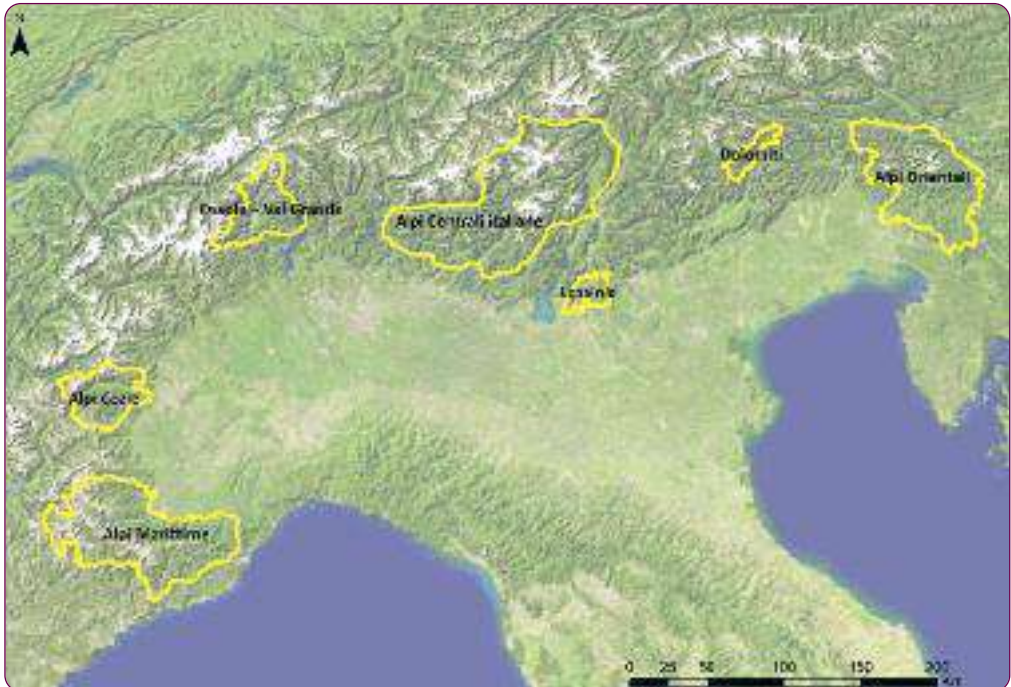 N
Dolomiti
Alpi Orientali
Ossola – Val Grande
Alpi Centrali italiane
Lessinia
Alpi Cozie
Alpi Marittime
0 25 50 100 150 200
Km